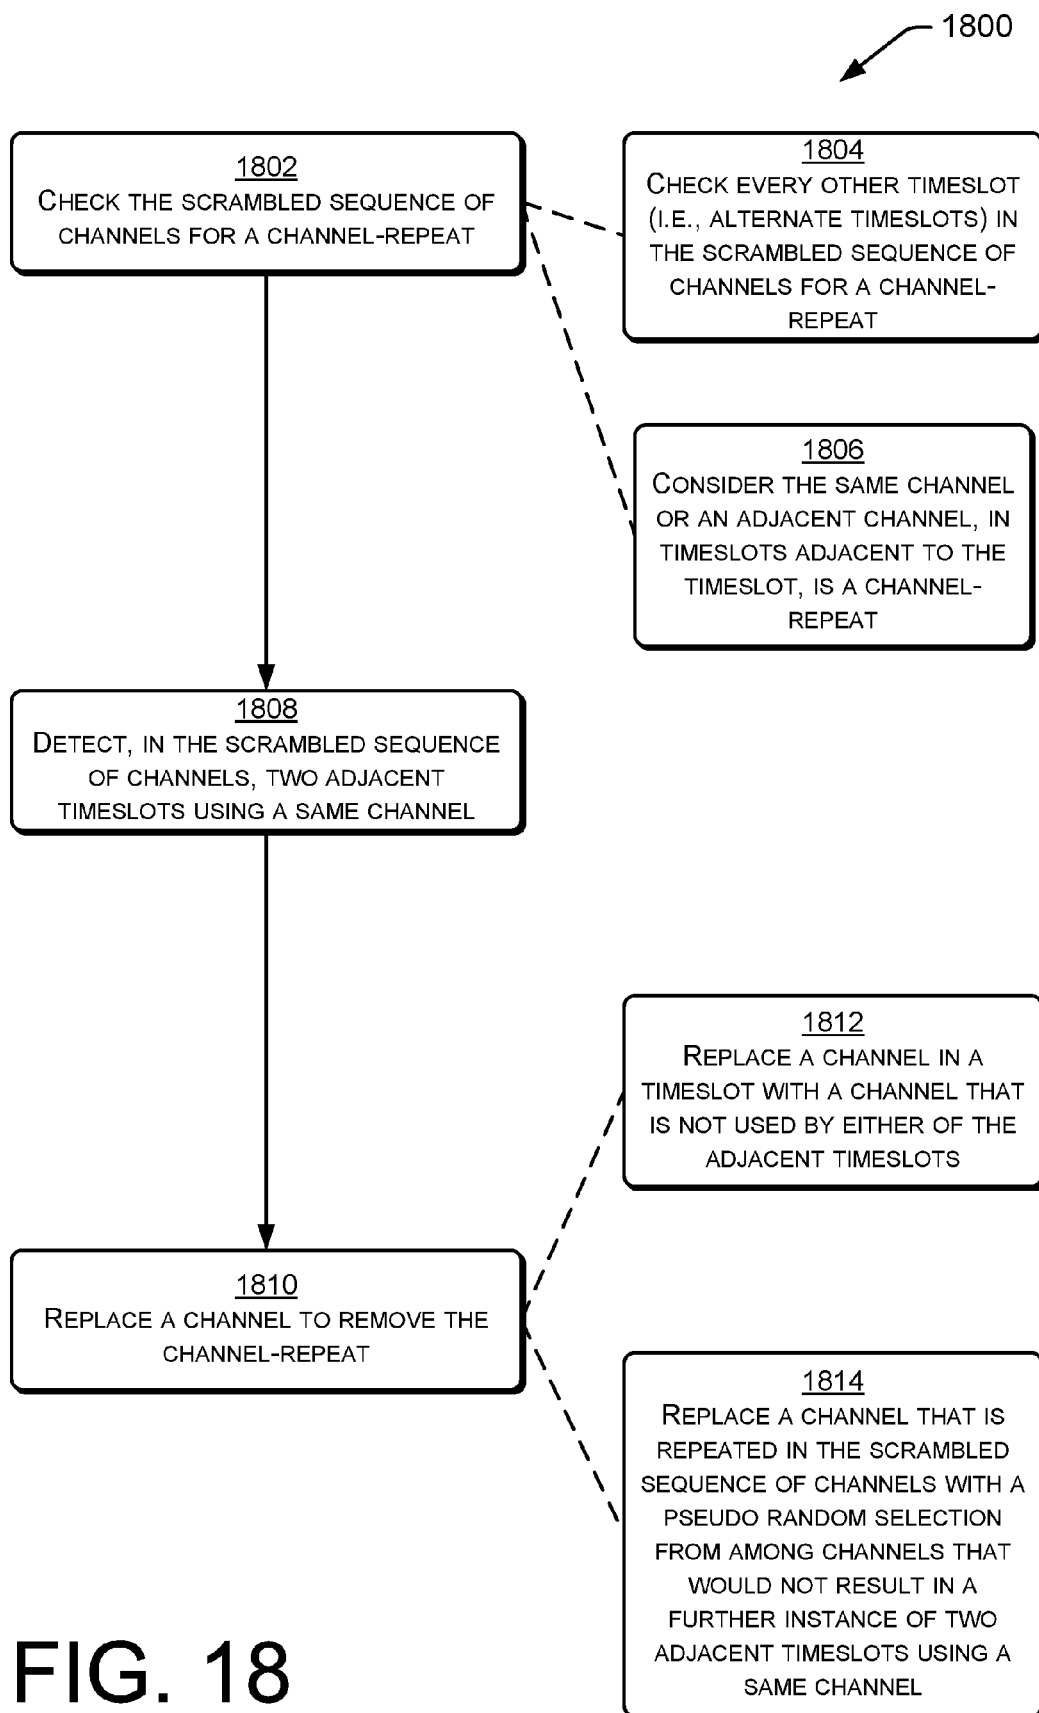 1800
1802
CHECK THE SCRAMBLED SEQUENCE OF
CHANNELS FOR A CHANNEL-REPEAT
1804
CHECK EVERY OTHER TIMESLOT
(I.E., ALTERNATE TIMESLOTS) IN
THE SCRAMBLED SEQUENCE OF
CHANNELS FOR A CHANNEL-
REPEAT
1806
CONSIDER THE SAME CHANNEL
OR AN ADJACENT CHANNEL, IN
TIMESLOTS ADJACENT TO THE
TIMESLOT, IS A CHANNEL-
REPEAT
1808
DETECT, IN THE SCRAMBLED SEQUENCE
OF CHANNELS, TWO ADJACENT
TIMESLOTS USING A SAME CHANNEL
1812
REPLACE A CHANNEL IN A
TIMESLOT WITH A CHANNEL THAT
IS NOT USED BY EITHER OF THE
ADJACENT TIMESLOTS
1810
REPLACE A CHANNEL TO REMOVE THE
CHANNEL-REPEAT
1814
REPLACE A CHANNEL THAT IS
REPEATED IN THE SCRAMBLED
SEQUENCE OF CHANNELS WITH A
PSEUDO RANDOM SELECTION
FROM AMONG CHANNELS THAT
WOULD NOT RESULT IN A
FURTHER INSTANCE OF TWO
ADJACENT TIMESLOTS USING A
SAME CHANNEL
FIG. 18